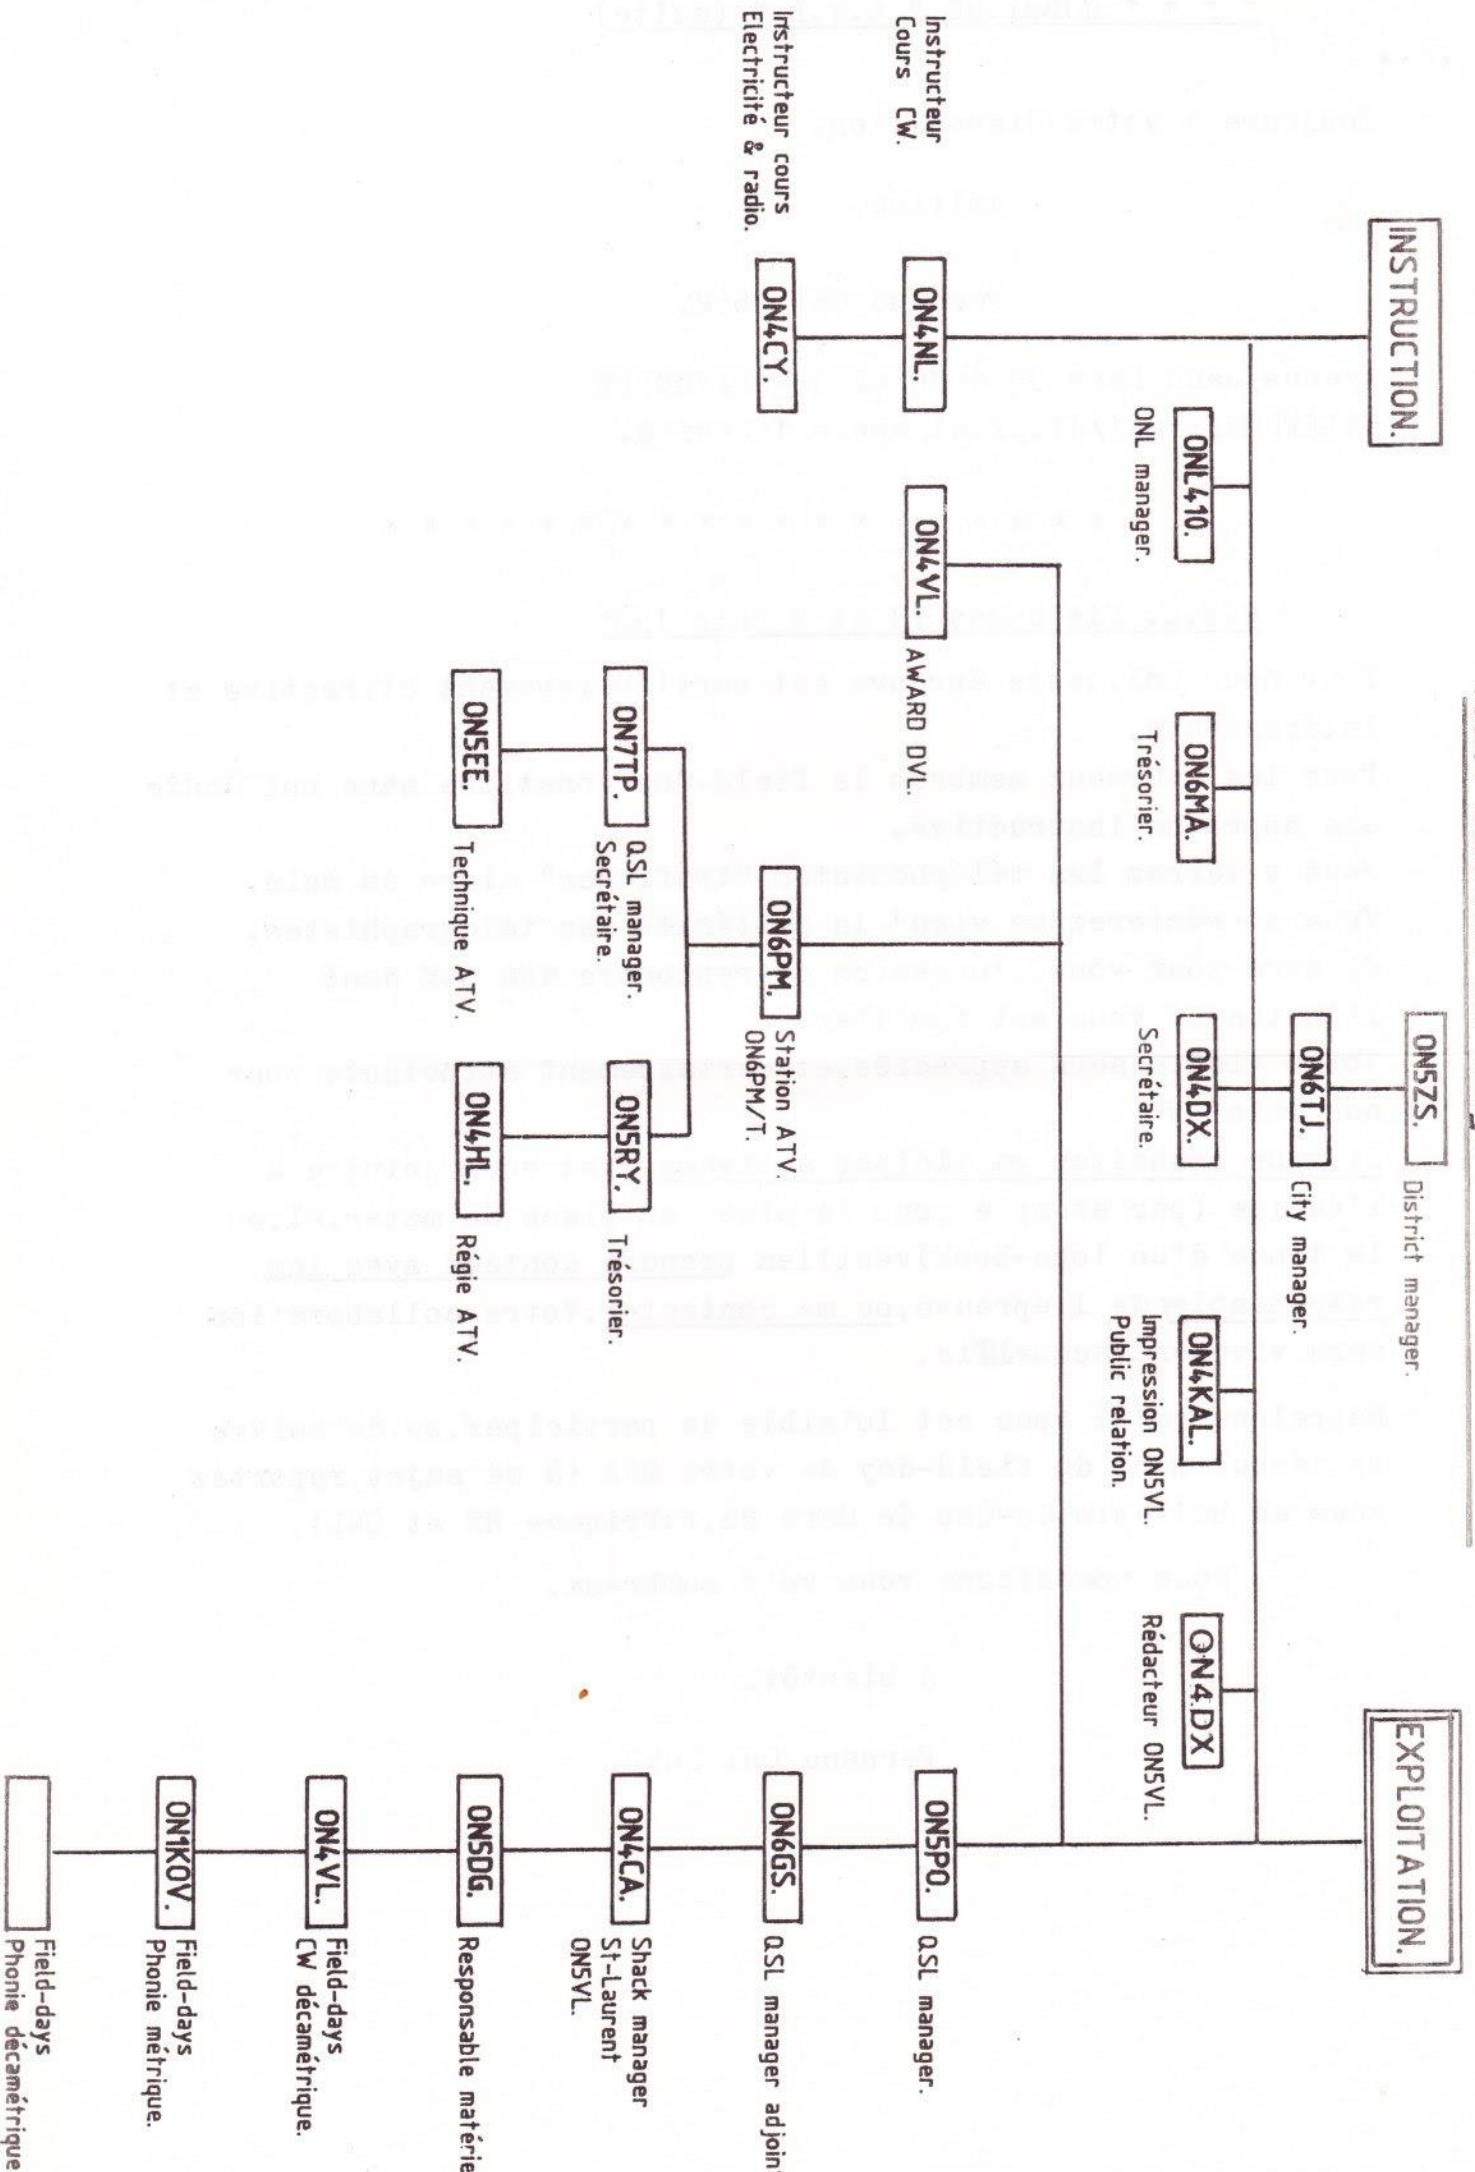 ON5ZS.
District manager.
INSTRUCTION.
EXPLOITATION.
ON6TJ.
City manager.
ONL410.
ONL manager.
ON6MA.
Trésorier.
ON4DX.
Secrétaire.
ON4KAL.
Impression ON5VL.
Public relation.
ON4DX
Rédacteur ON5VL.
Instructeur
Cours CW.
ON4NL.
Instructeur cours
Electricité & radio.
ON4CY.
ON4VL.
AWARD DVL.
ON6PM.
Station ATV.
ON6PM/T.
ON7TP.
QSL manager.
Secrétaire.
ON5RY.
Trésorier.
ON5EE.
Technique ATV.
ON4HL.
Régie ATV.
ON5PO.
QSL manager.
ON6GS.
QSL manager adjoint
ON4CA.
Shack manager
St-Laurent
ON5VL.
ON5DG.
Responsable matérie
ON4VL.
Field-days
CW décamétrique.
ON1KOV.
Field-days
Phonie métrique.
Field-days
Phonie décamétrique